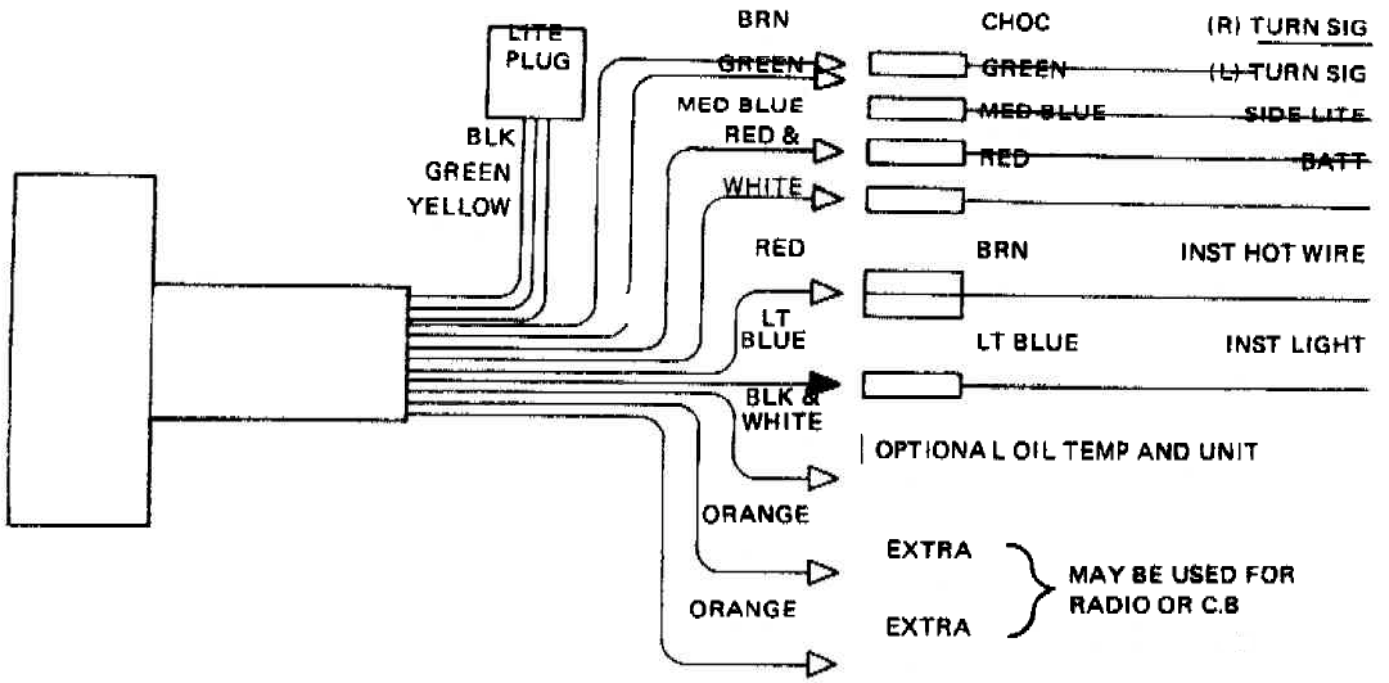 BRN CHOC (R) TURN SIG
LITE
PLUG
GREEN GREEN (L) TURN SIG
MED BLUE MED BLUE SIDE LITE
BLK
RED & RED BATT
GREEN
WHITE
YELLOW
RED BRN INST HOT WIRE
LT
BLUE LT BLUE INST LIGHT
BLK &
WHITE
OPTIONAL OIL TEMP AND UNIT
ORANGE
EXTRA
MAY BE USED FOR
RADIO OR C.B
ORANGE
EXTRA